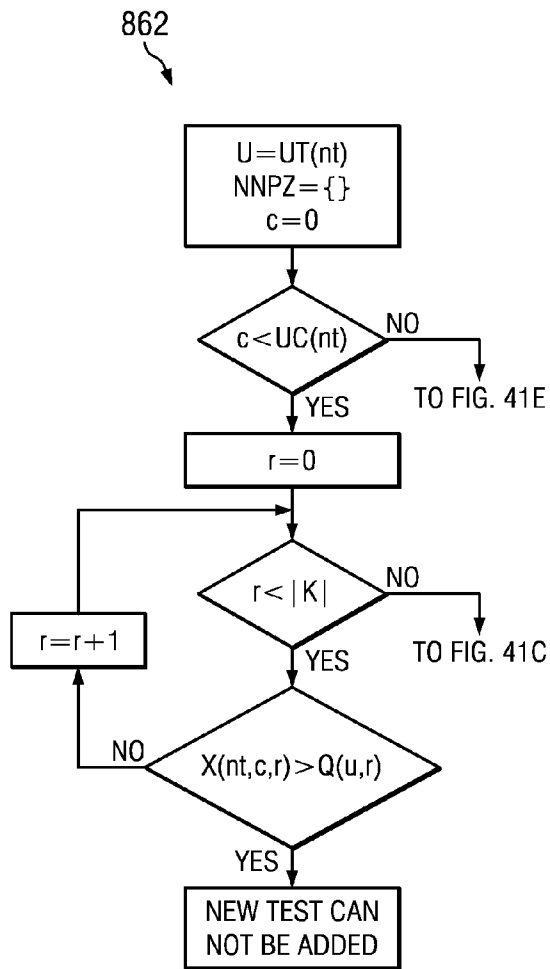 862
U=UT(nt)
NNPZ={}
c=0
c<UC(nt)
NO
TO FIG. 41E
YES
r=0
r<|K|
NO
TO FIG. 41C
r=r+1
YES
NO
X(nt,c,r)>Q(u,r)
YES
NEW TEST CAN
NOT BE ADDED